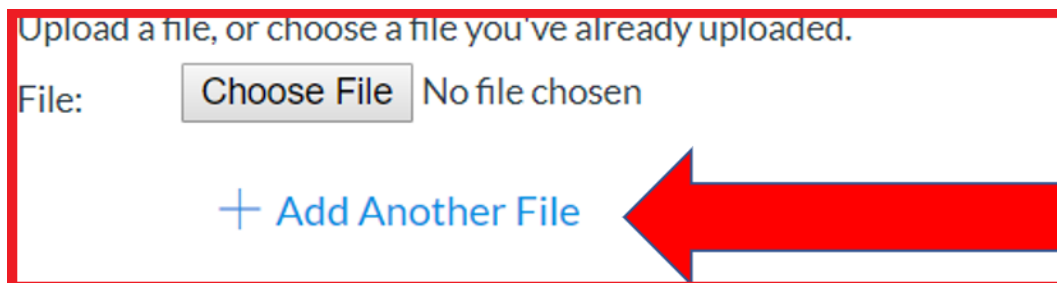 Upload a file, or choose a file you've already uploaded.
File: Choose File No file chosen
+ Add Another File